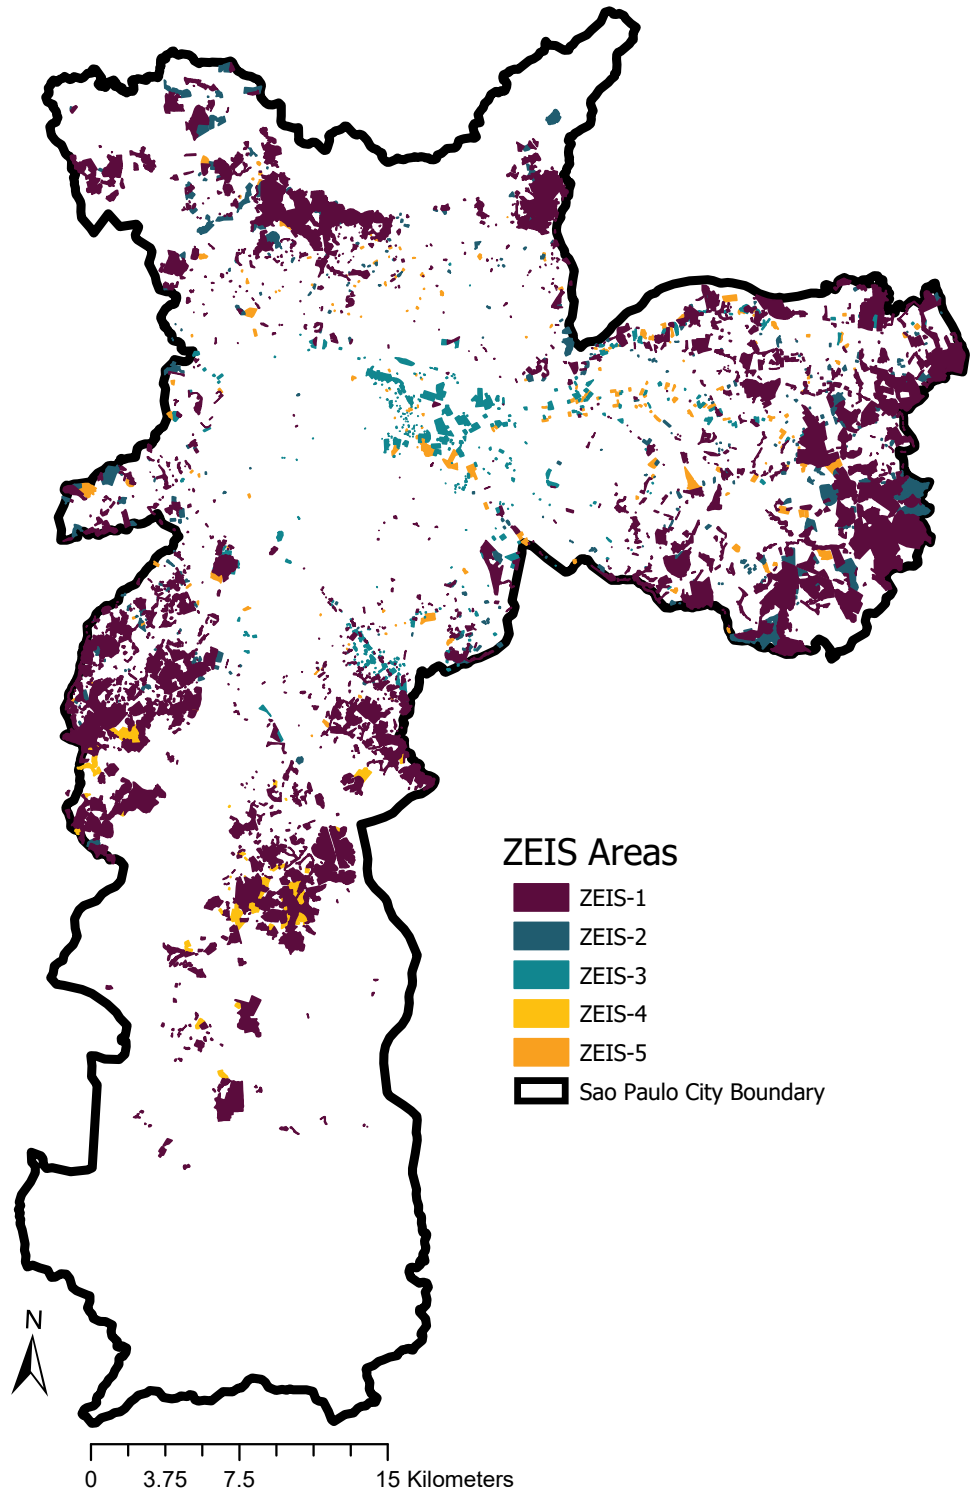 ZEIS Areas
ZEIS-1
ZEIS-2
ZEIS-3
ZEIS-4
ZEIS-5
Sao Paulo City Boundary
N
0 3.75 7.5 15 Kilometers